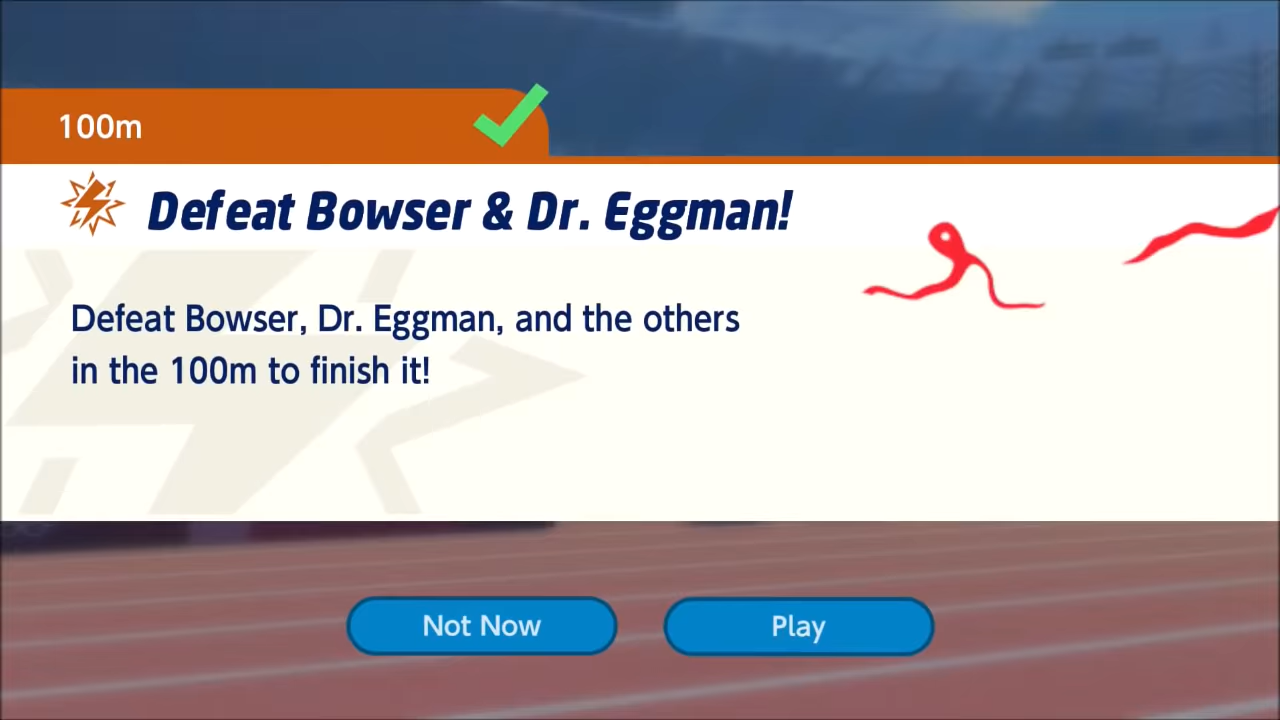 100m
Defeat Bowser & Dr. Eggman!
Defeat Bowser, Dr. Eggman, and the others
in the 100m to finish it!
Not Now
Play